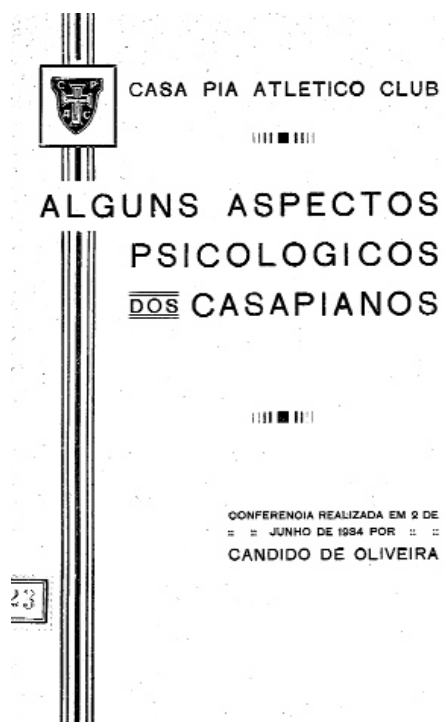 C P
A C
CASA PIA ATLETICO CLUB
ALGUNS ASPECTOS
PSICOLOGICOS
DOS CASAPIANOS
CONFERENCIA REALIZADA EM 2 DE
:: :: JUNHO DE 1934 POR :: ::
CANDIDO DE OLIVEIRA
23